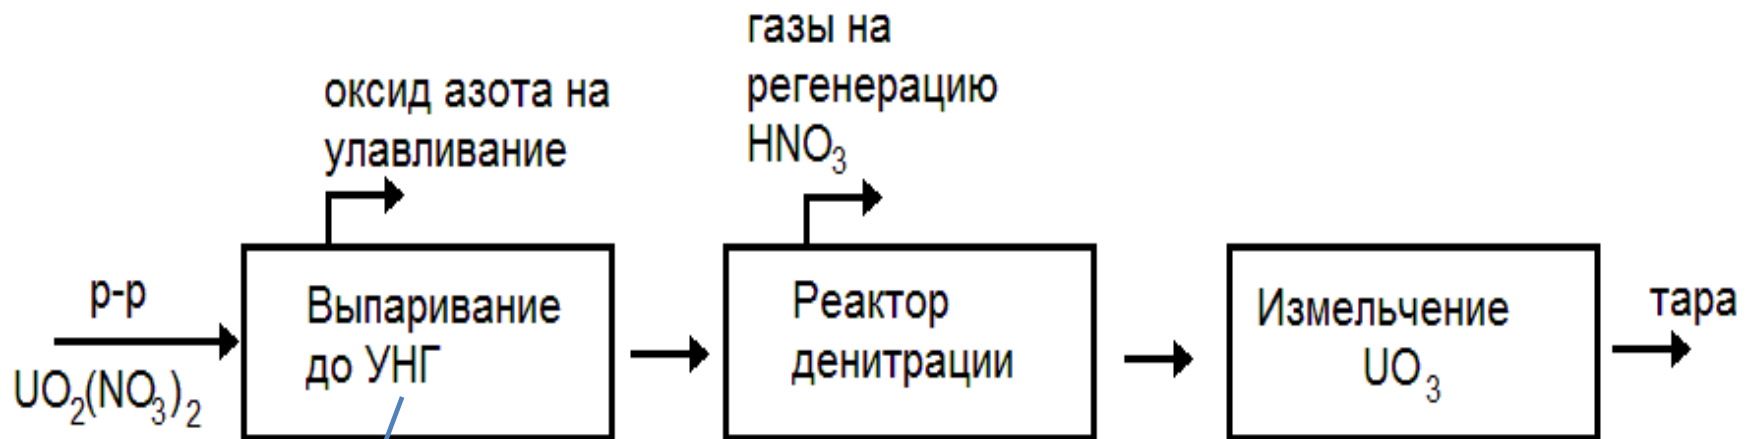 газы на
регенерацию
HNO₃
оксид азота на
улавливание
р-р
UO₂(NO₃)₂
Выпаривание
до УНГ
Реактор
денитрации
Измельчение
UO₃
тара